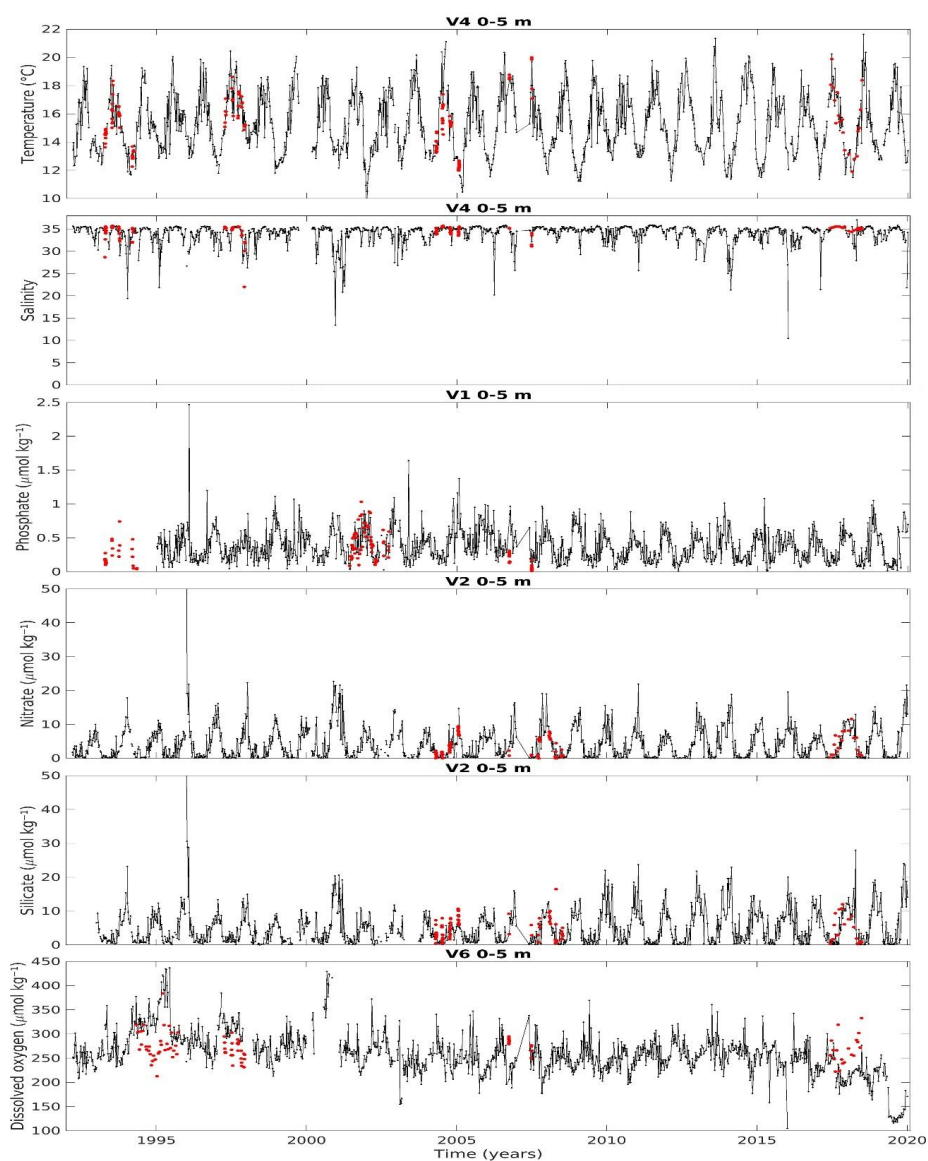 V4 0-5 m
22
20
18
16
14
12
10
Temperature (°C)
V4 0-5 m
35
30
25
20
15
10
5
0
Salinity
V1 0-5 m
2.5
2
1.5
1
0.5
0
Phosphate (μmol kg⁻¹)
V2 0-5 m
50
40
30
20
10
0
Nitrate (μmol kg⁻¹)
V2 0-5 m
50
40
30
20
10
0
Silicate (μmol kg⁻¹)
V6 0-5 m
450
400
350
300
250
200
150
100
Dissolved oxygen (μmol kg⁻¹)
1995 2000 2005 2010 2015 2020
Time (years)